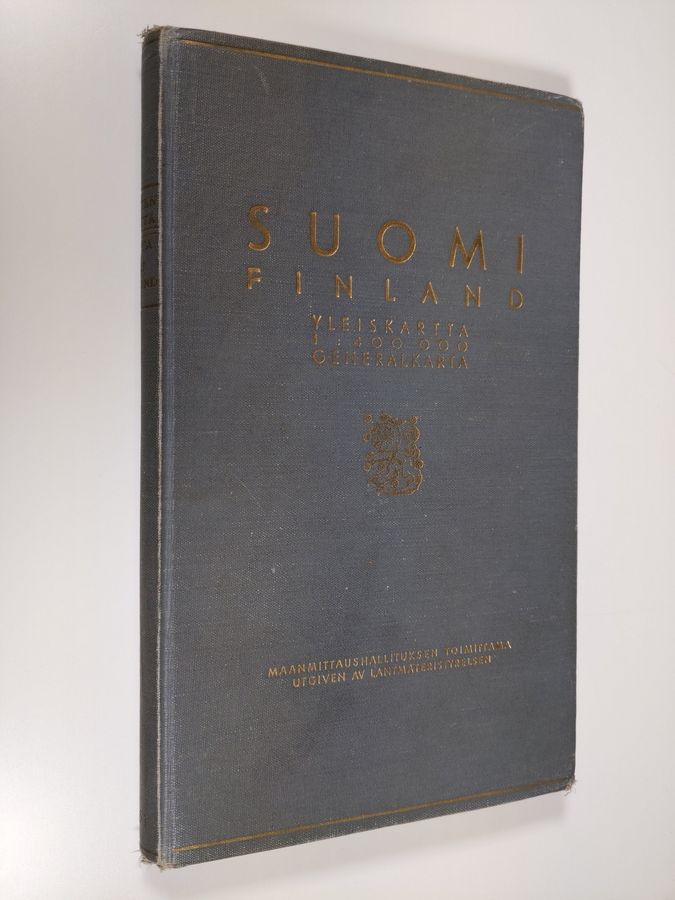 SUOMI
FINLAND
YLEISKARTTA
1 : 400 000
GENERALKARTA
MAANMITTAUSHALLITUKSEN TOIMITTAMA
UTGIVEN AV LANTMÄTERISTYRELSEN